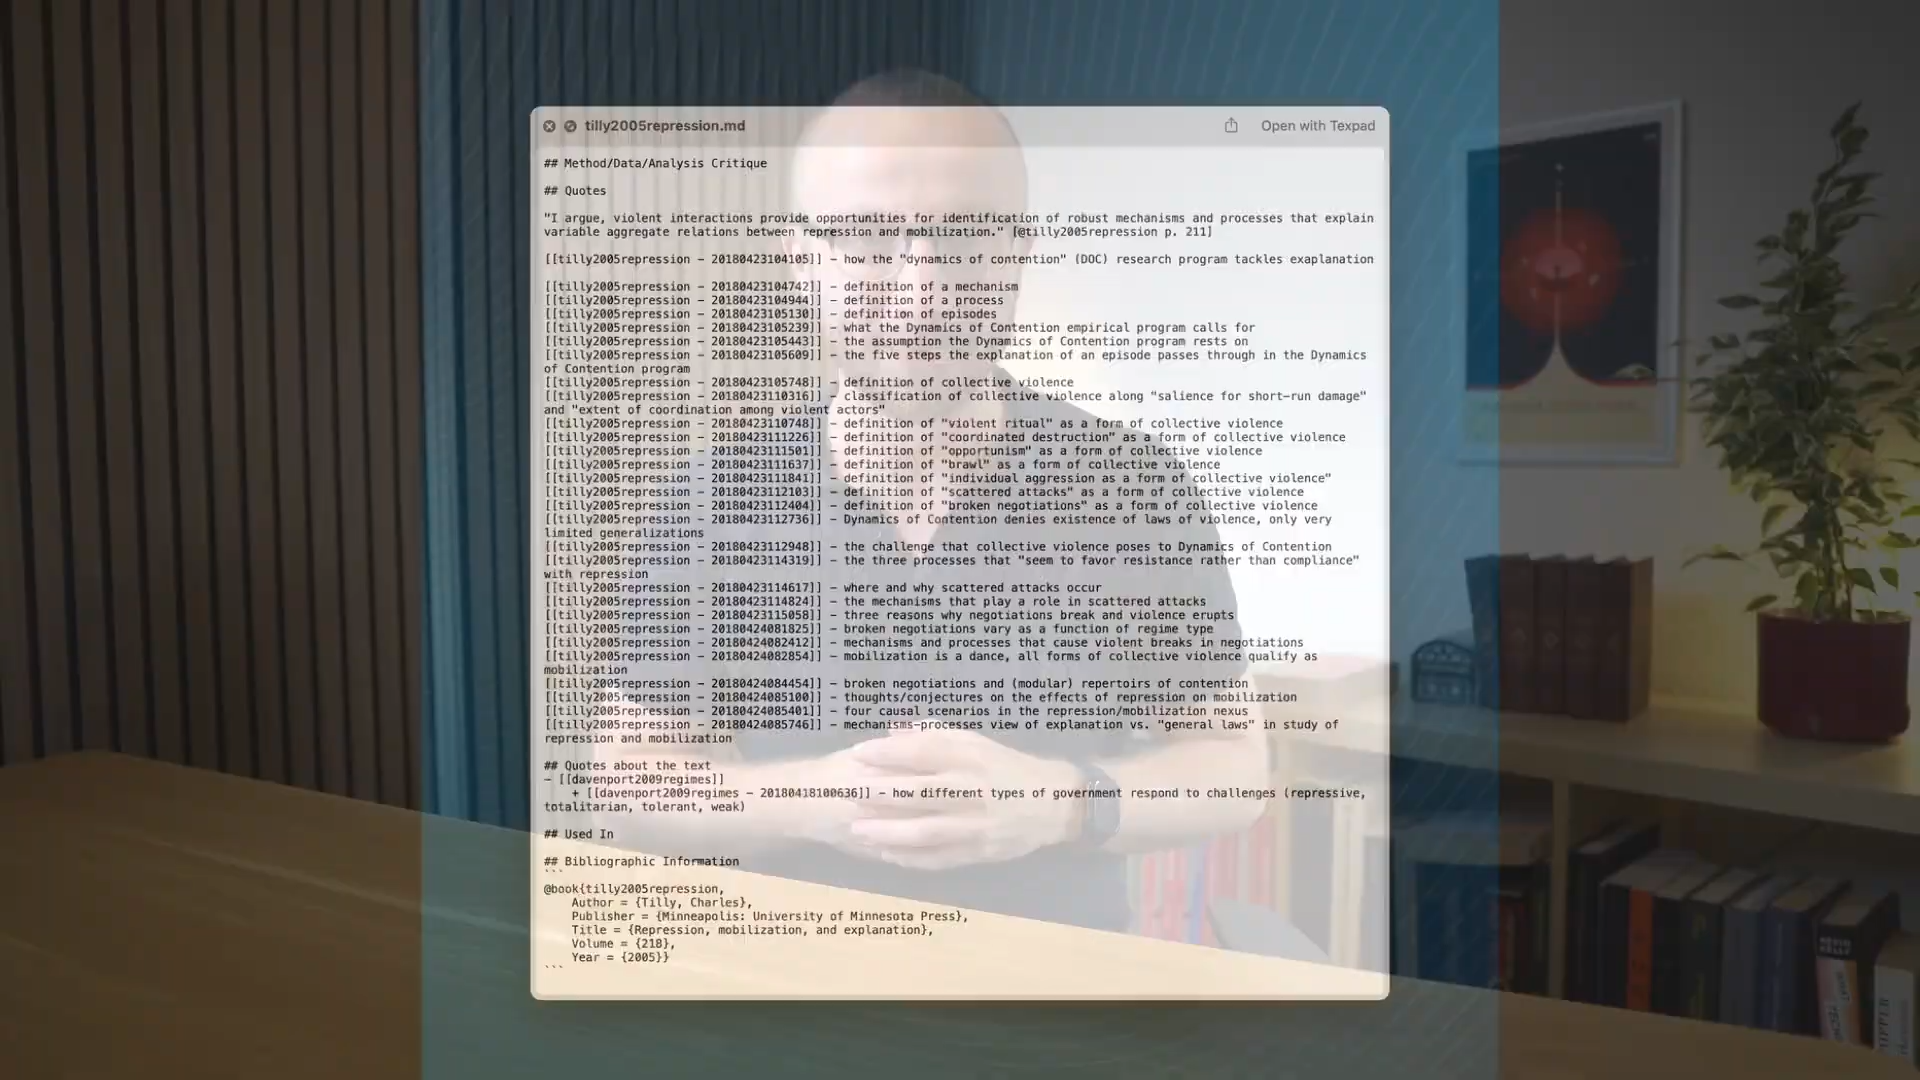 tilly2005repression.md
Open with Texpad
## Method/Data/Analysis Critique
## Quotes
"I argue, violent interactions provide opportunities for identification of robust mechanisms and processes that explain
variable aggregate relations between repression and mobilization." [@tilly2005repression p. 211]
[[tilly2005repression – 20180423104105]] – how the "dynamics of contention" (DOC) research program tackles exaplanation
[[tilly2005repression – 20180423104742]] – definition of a mechanism
[[tilly2005repression – 20180423104944]] – definition of a process
[[tilly2005repression – 20180423105130]] – definition of episodes
[[tilly2005repression – 20180423105239]] – what the Dynamics of Contention empirical program calls for
[[tilly2005repression – 20180423105443]] – the assumption the Dynamics of Contention program rests on
[[tilly2005repression – 20180423105609]] – the five steps the explanation of an episode passes through in the Dynamics
of Contention program
[[tilly2005repression – 20180423105748]] – definition of collective violence
[[tilly2005repression – 20180423110316]] – classification of collective violence along "salience for short-run damage"
and "extent of coordination among violent actors"
[[tilly2005repression – 20180423110748]] – definition of "violent ritual" as a form of collective violence
[[tilly2005repression – 20180423111226]] – definition of "coordinated destruction" as a form of collective violence
[[tilly2005repression – 20180423111501]] – definition of "opportunism" as a form of collective violence
[[tilly2005repression – 20180423111637]] – definition of "brawl" as a form of collective violence
[[tilly2005repression – 20180423111841]] – definition of "individual aggression as a form of collective violence"
[[tilly2005repression – 20180423112103]] – definition of "scattered attacks" as a form of collective violence
[[tilly2005repression – 20180423112404]] – definition of "broken negotiations" as a form of collective violence
[[tilly2005repression – 20180423112736]] – Dynamics of Contention denies existence of laws of violence, only very
limited generalizations
[[tilly2005repression – 20180423112948]] – the challenge that collective violence poses to Dynamics of Contention
[[tilly2005repression – 20180423114319]] – the three processes that "seem to favor resistance rather than compliance"
with repression
[[tilly2005repression – 20180423114617]] – where and why scattered attacks occur
[[tilly2005repression – 20180423114824]] – the mechanisms that play a role in scattered attacks
[[tilly2005repression – 20180423115058]] – three reasons why negotiations break and violence erupts
[[tilly2005repression – 20180424081825]] – broken negotiations vary as a function of regime type
[[tilly2005repression – 20180424082412]] – mechanisms and processes that cause violent breaks in negotiations
[[tilly2005repression – 20180424082854]] – mobilization is a dance, all forms of collective violence qualify as
mobilization
[[tilly2005repression – 20180424084454]] – broken negotiations and (modular) repertoires of contention
[[tilly2005repression – 20180424085100]] – thoughts/conjectures on the effects of repression on mobilization
[[tilly2005repression – 20180424085401]] – four causal scenarios in the repression/mobilization nexus
[[tilly2005repression – 20180424085746]] – mechanisms-processes view of explanation vs. "general laws" in study of
repression and mobilization
## Quotes about the text
– [[davenport2009regimes]]
+ [[davenport2009regimes – 20180418100636]] – how different types of government respond to challenges (repressive,
totalitarian, tolerant, weak)
## Used In
## Bibliographic Information
```
@book{tilly2005repression,
Author = {Tilly, Charles},
Publisher = {Minneapolis: University of Minnesota Press},
Title = {Repression, mobilization, and explanation},
Volume = {218},
Year = {2005}}
```
KEVIN
KELLY